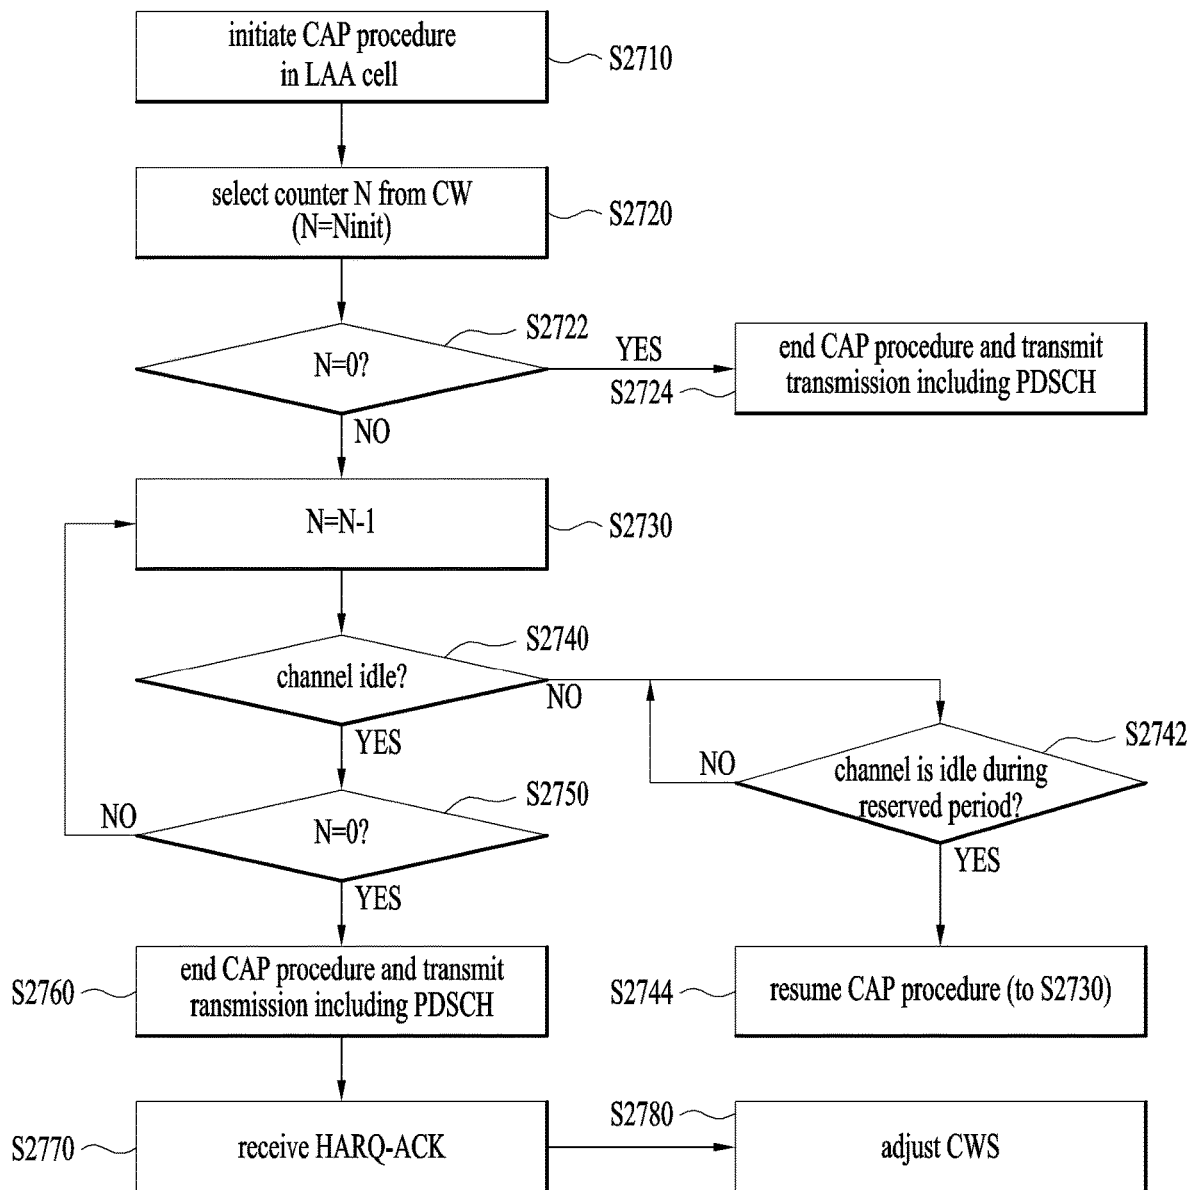 initiate CAP procedure
in LAA cell
S2710
select counter N from CW
(N=Ninit)
S2720
S2722
N=0?
YES
S2724
end CAP procedure and transmit
transmission including PDSCH
NO
N=N-1
S2730
S2740
channel idle?
NO
YES
S2742
channel is idle during
reserved period?
NO
YES
S2750
N=0?
NO
YES
S2760
end CAP procedure and transmit
ransmission including PDSCH
S2744
resume CAP procedure (to S2730)
S2770
receive HARQ-ACK
S2780
adjust CWS